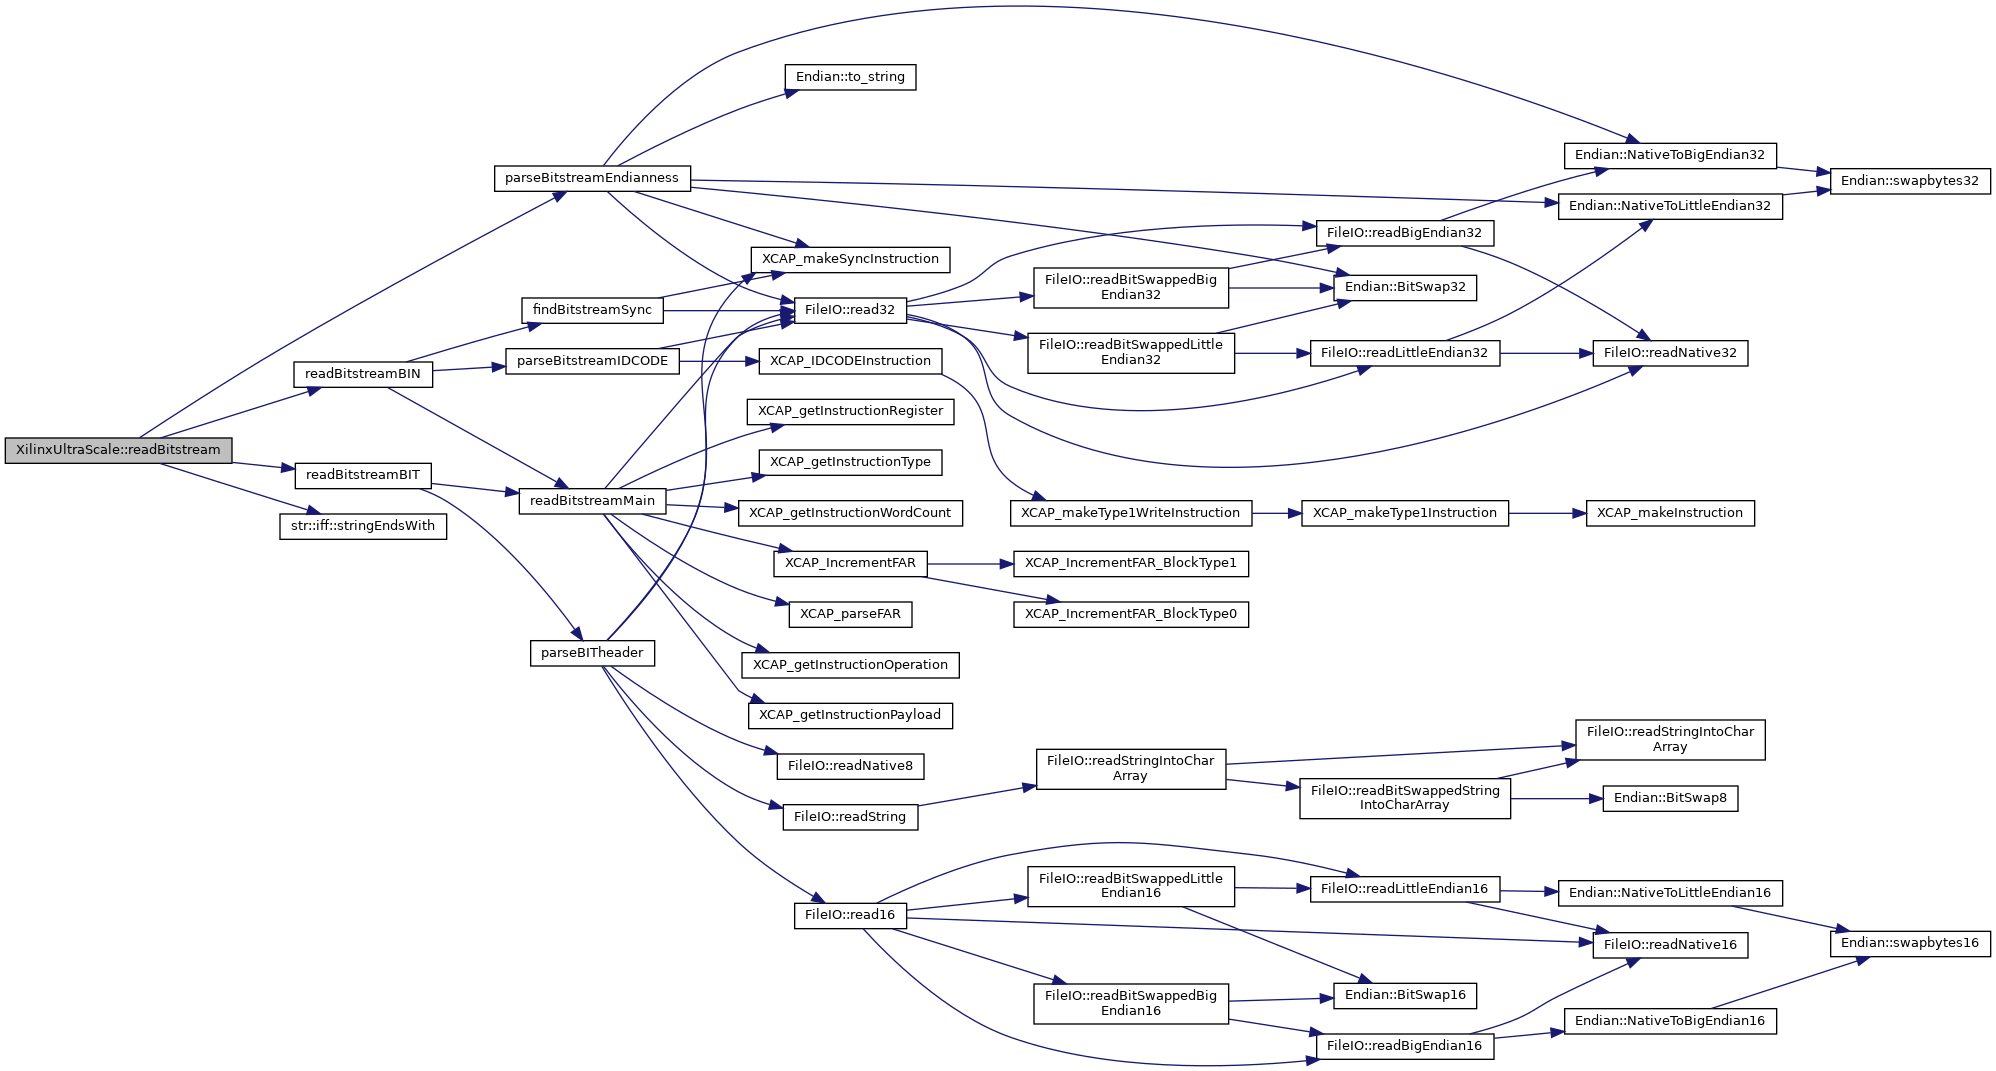 XilinxUltraScale::readBitstream
parseBitstreamEndianness
readBitstreamBIN
readBitstreamBIT
str::iff::stringEndsWith
findBitstreamSync
parseBitstreamIDCODE
readBitstreamMain
parseBITheader
Endian::to_string
XCAP_makeSyncInstruction
FileIO::read32
XCAP_IDCODEInstruction
XCAP_getInstructionRegister
XCAP_getInstructionType
XCAP_getInstructionWordCount
XCAP_IncrementFAR
XCAP_parseFAR
XCAP_getInstructionOperation
XCAP_getInstructionPayload
FileIO::readNative8
FileIO::readString
FileIO::read16
FileIO::readBitSwappedBig
Endian32
FileIO::readBitSwappedLittle
Endian32
XCAP_makeType1WriteInstruction
XCAP_IncrementFAR_BlockType1
XCAP_IncrementFAR_BlockType0
FileIO::readStringIntoChar
Array
FileIO::readBitSwappedLittle
Endian16
FileIO::readBitSwappedBig
Endian16
FileIO::readBigEndian32
Endian::BitSwap32
FileIO::readLittleEndian32
XCAP_makeType1Instruction
FileIO::readBitSwappedString
IntoCharArray
FileIO::readLittleEndian16
Endian::BitSwap16
FileIO::readBigEndian16
Endian::NativeToBigEndian32
Endian::NativeToLittleEndian32
FileIO::readNative32
XCAP_makeInstruction
FileIO::readStringIntoChar
Array
Endian::BitSwap8
Endian::NativeToLittleEndian16
FileIO::readNative16
Endian::NativeToBigEndian16
Endian::swapbytes32
Endian::swapbytes16